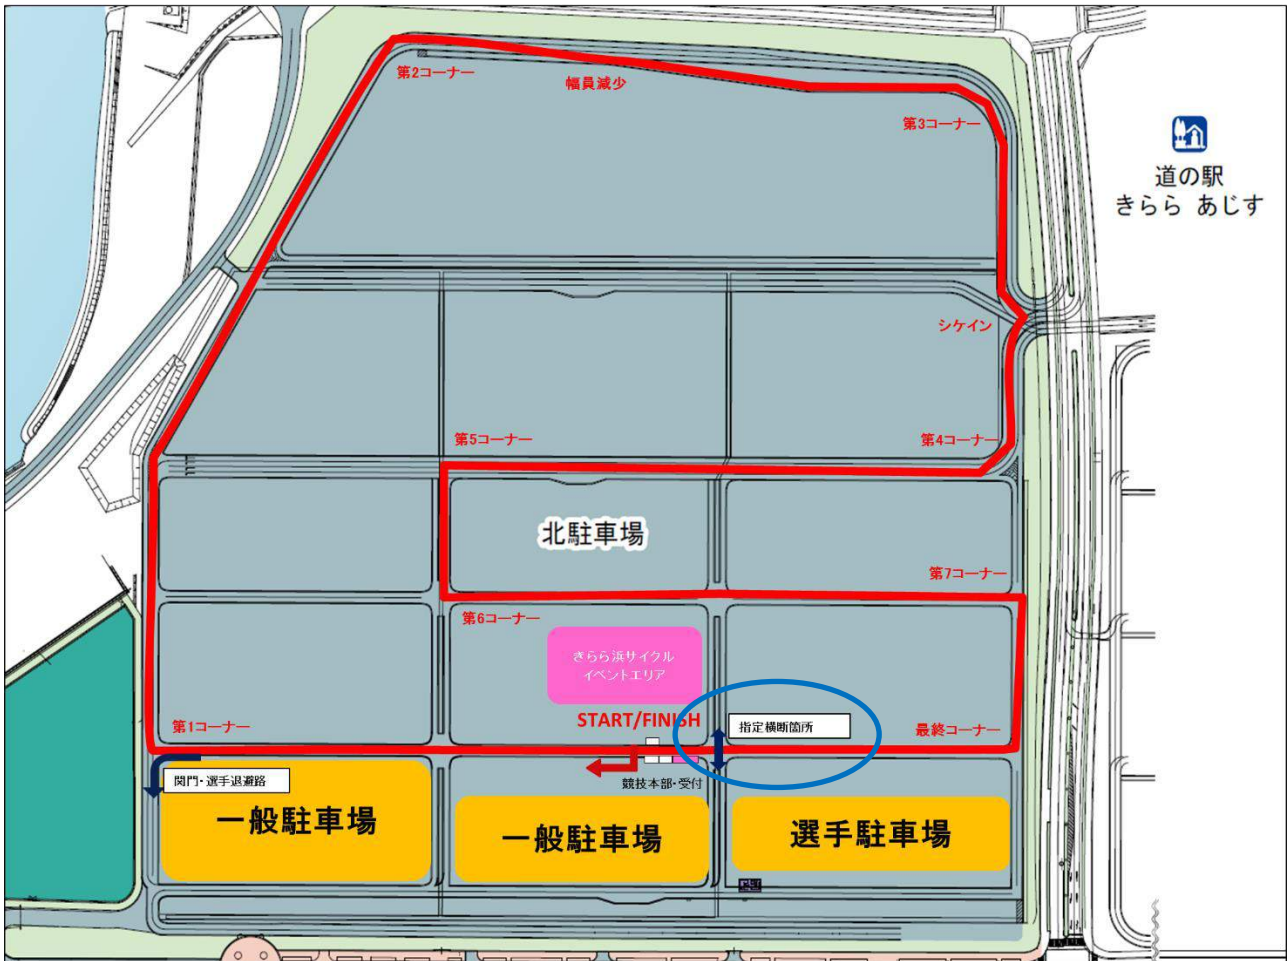 第2コーナー
幅員減少
第3コーナー
道の駅
きらら あじす
シケイン
第5コーナー
第4コーナー
北駐車場
第7コーナー
第6コーナー
きらら浜サイクル
イベントエリア
第1コーナー
START/FINISH
指定横断箇所
最終コーナー
関門・選手退避路
競技本部・受付
一般駐車場
一般駐車場
選手駐車場